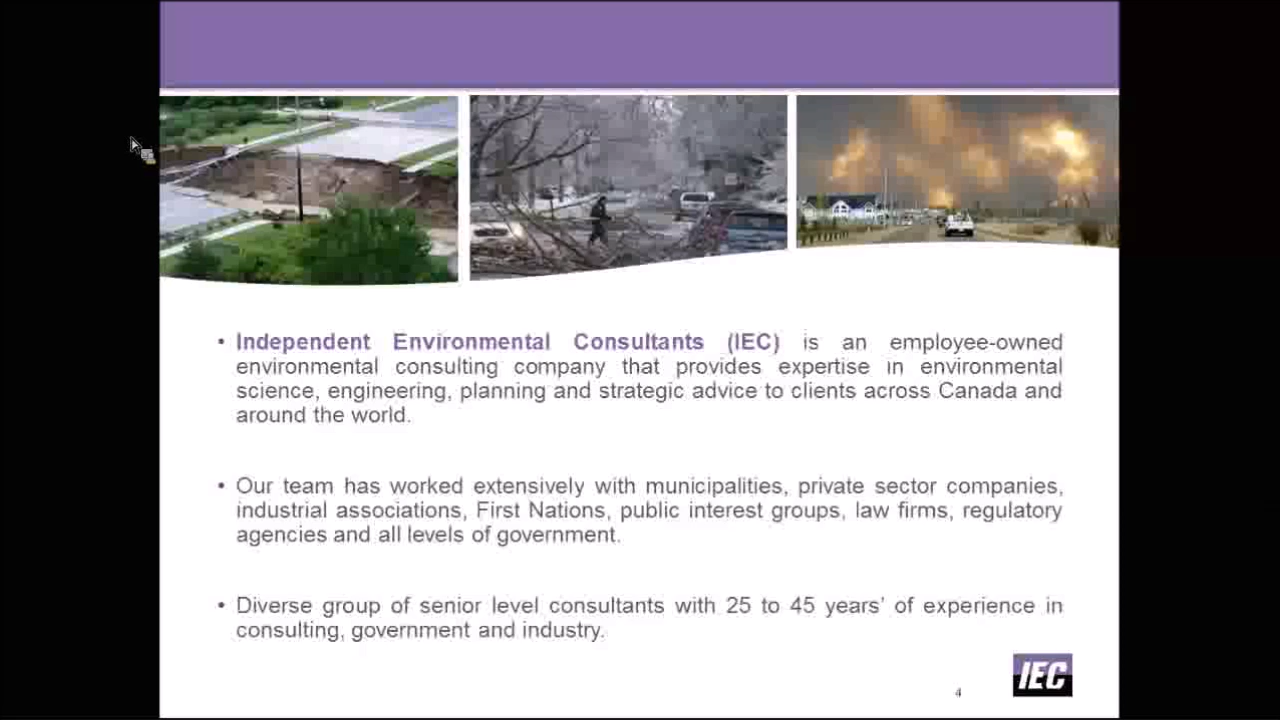 • Independent Environmental Consultants (IEC) is an employee-owned
environmental consulting company that provides expertise in environmental
science, engineering, planning and strategic advice to clients across Canada and
around the world.
• Our team has worked extensively with municipalities, private sector companies,
industrial associations, First Nations, public interest groups, law firms, regulatory
agencies and all levels of government.
• Diverse group of senior level consultants with 25 to 45 years’ of experience in
consulting, government and industry.
4
IEC